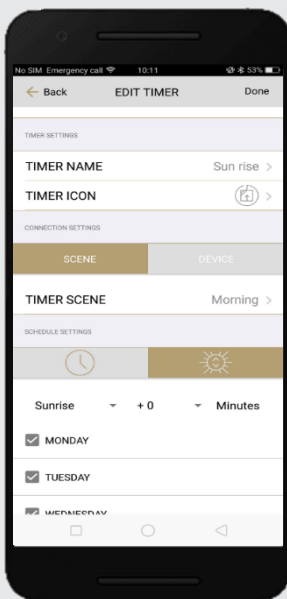 No SIM Emergency call 10:11 53%
Back EDIT TIMER Done
TIMER SETTINGS
TIMER NAME Sun rise >
TIMER ICON >
CONNECTION SETTINGS
SCENE DEVICE
TIMER SCENE Morning >
SCHEDULE SETTINGS
Sunrise + 0 Minutes
MONDAY
TUESDAY
WEDNESDAY